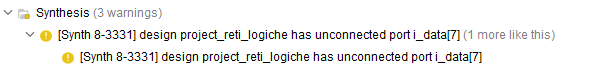 Synthesis (3 warnings)
[Synth 8-3331] design project_reti_logiche has unconnected port i_data[7] (1 more like this)
[Synth 8-3331] design project_reti_logiche has unconnected port i_data[7]